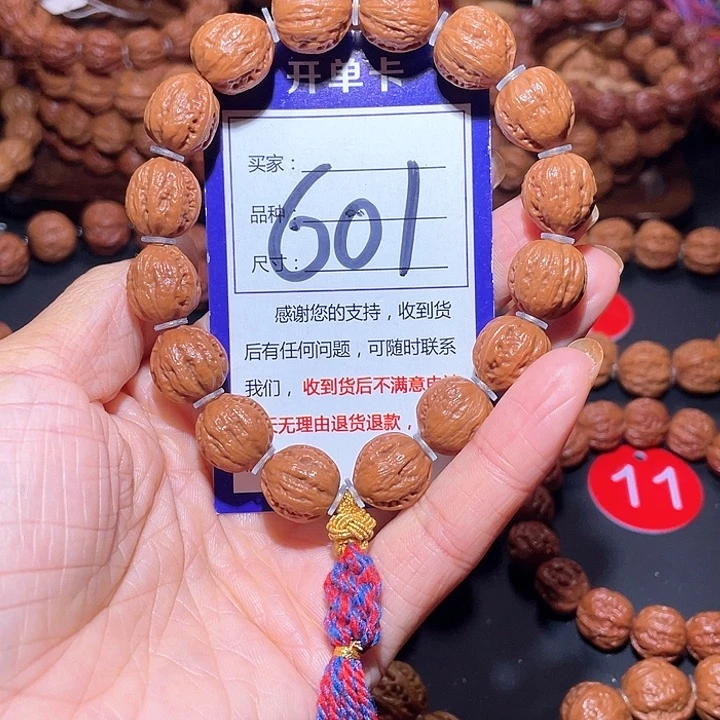 开单卡
买家：
品种：
尺寸：
601
感谢您的支持，收到货
后有任何问题，可随时联系
我们，收到货后不满意
天无理由退货退款，
11